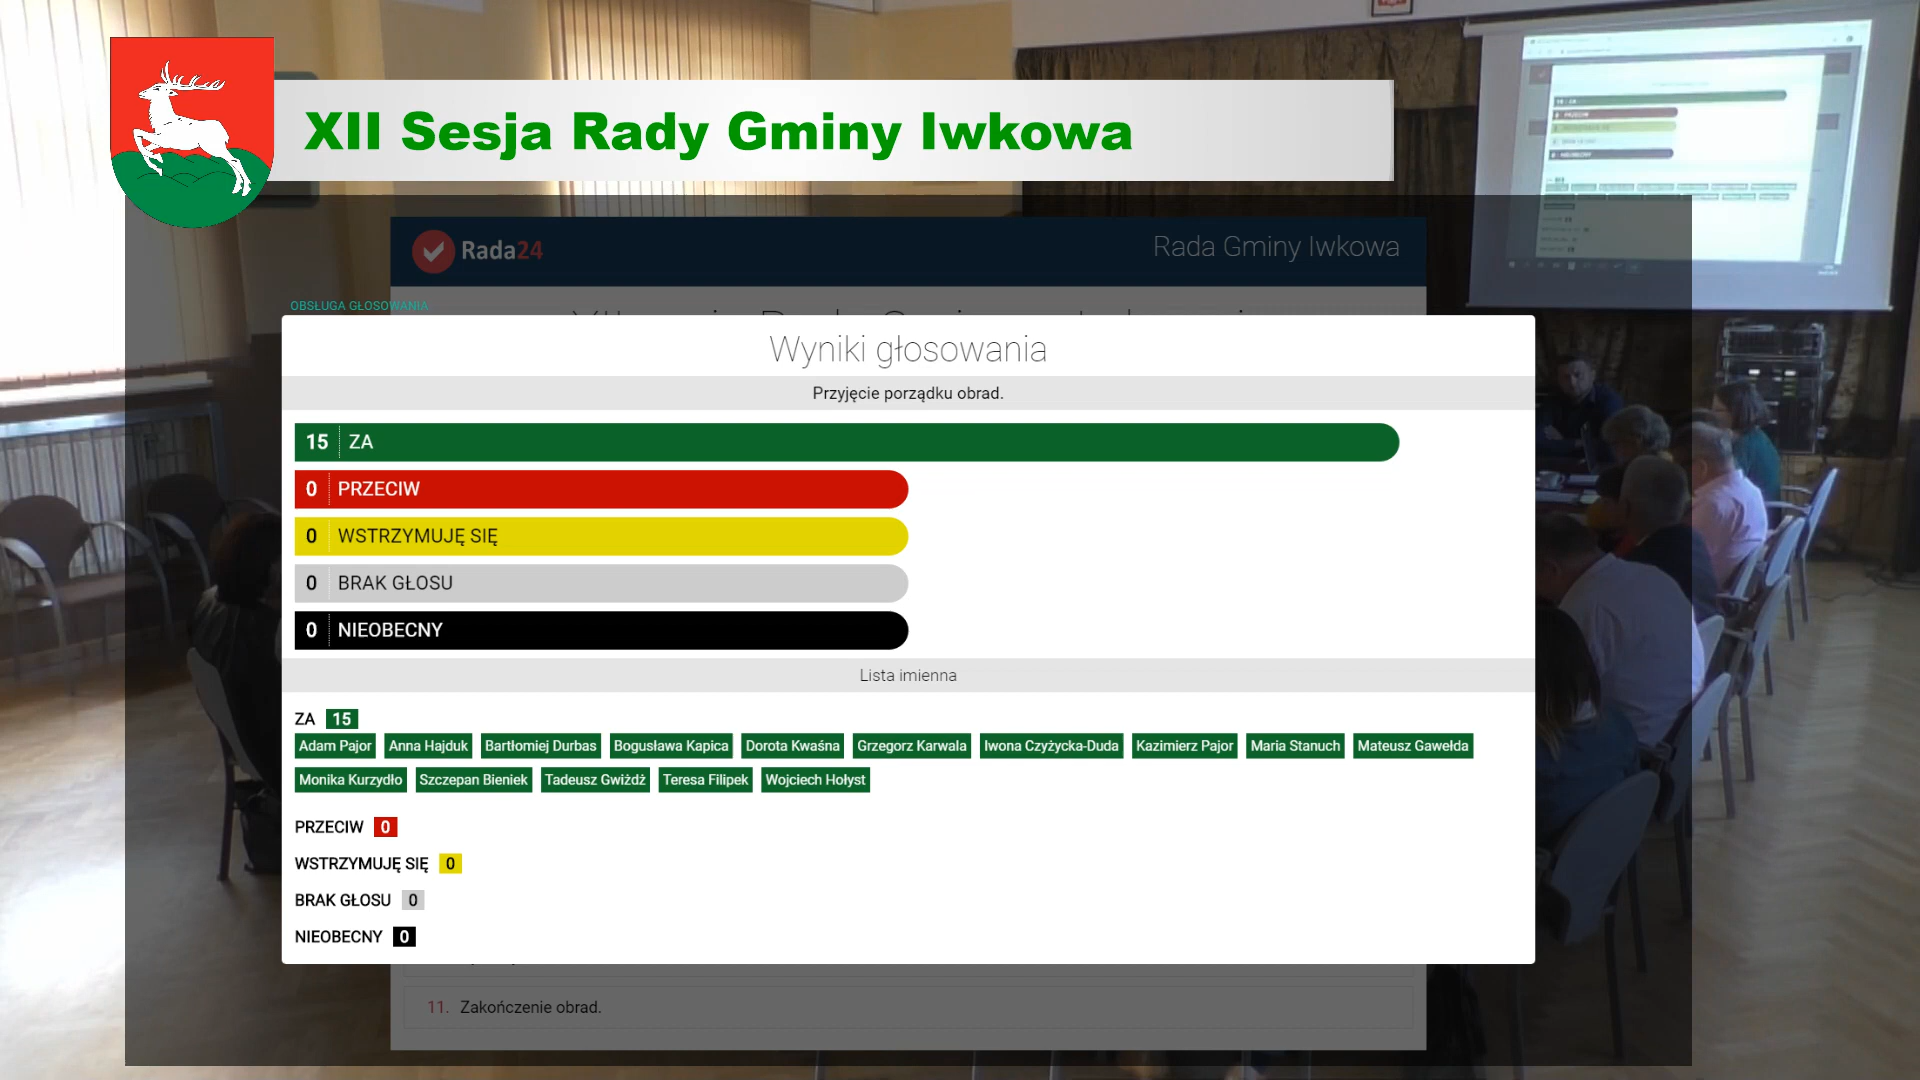 XII Sesja Rady Gminy Iwkowa
Rada24
Rada Gminy Iwkowa
OBSŁUGA GŁOSOWANIA
Wyniki głosowania
Przyjęcie porządku obrad.
15 ZA
0 PRZECIW
0 WSTRZYMUJĘ SIĘ
0 BRAK GŁOSU
0 NIEOBECNY
Lista imienna
ZA 15
Adam Pajor Anna Hajduk Bartłomiej Durbas Bogusława Kapica Dorota Kwaśna Grzegorz Karwala Iwona Czyżycka-Duda Kazimierz Pajor Maria Stanuch Mateusz Gawełda
Monika Kurzydło Szczepan Bieniek Tadeusz Gwiżdż Teresa Filipek Wojciech Hołyst
PRZECIW 0
WSTRZYMUJĘ SIĘ 0
BRAK GŁOSU 0
NIEOBECNY 0
11. Zakończenie obrad.